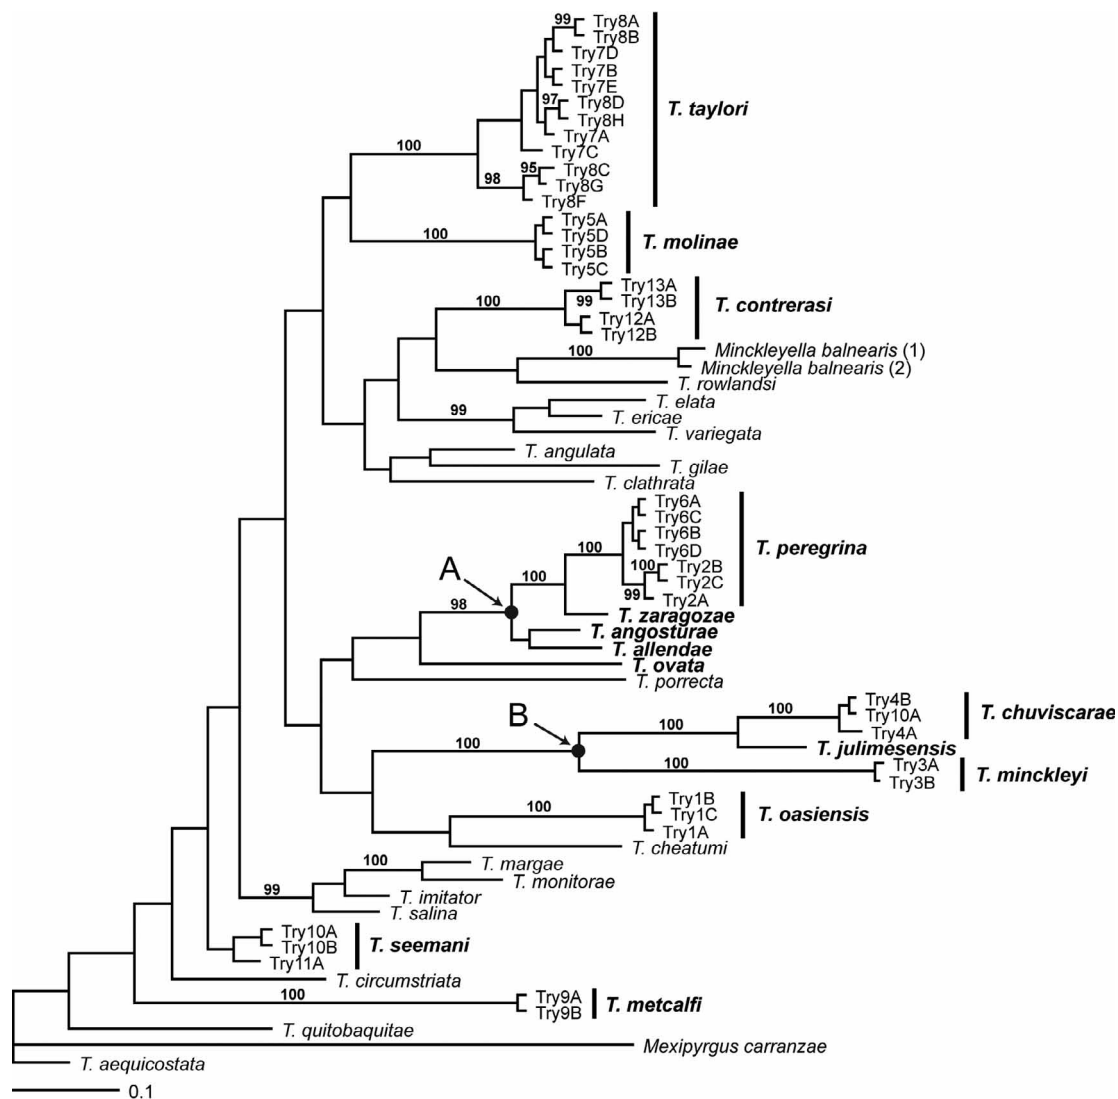 99
Try8A
Try8B
Try7D
Try7B
Try7E
97
Try8D
Try8H
Try7A
Try7C
T. taylori
100
95
Try8C
98
Try8G
Try8F
Try5A
Try5D
Try5B
Try5C
100
T. molinae
Try13A
99
Try13B
Try12A
Try12B
100
T. contrerasi
100
Minckleyella balnearis (1)
Minckleyella balnearis (2)
T. rowlandsi
T. elata
99
T. ericae
T. variegata
T. angulata
T. gilae
T. clathrata
Try6A
Try6C
Try6B
Try6D
100
T. peregrina
100
Try2B
Try2C
99
Try2A
A
100
98
T. zaragozae
T. angosturae
T. allendae
T. ovata
T. porrecta
B
Try4B
100
Try10A
T. chuviscarae
100
Try4A
T. julimesensis
100
100
Try3A
Try3B
T. minckleyi
Try1B
100
Try1C
T. oasiensis
Try1A
T. cheatumi
100
T. margae
T. monitorae
99
T. imitator
T. salina
Try10A
Try10B
T. seemani
Try11A
T. circumstriata
100
Try9A
Try9B
T. metcalfi
T. quitobaquitae
Mexipyrgus carranzae
T. aequicostata
0.1